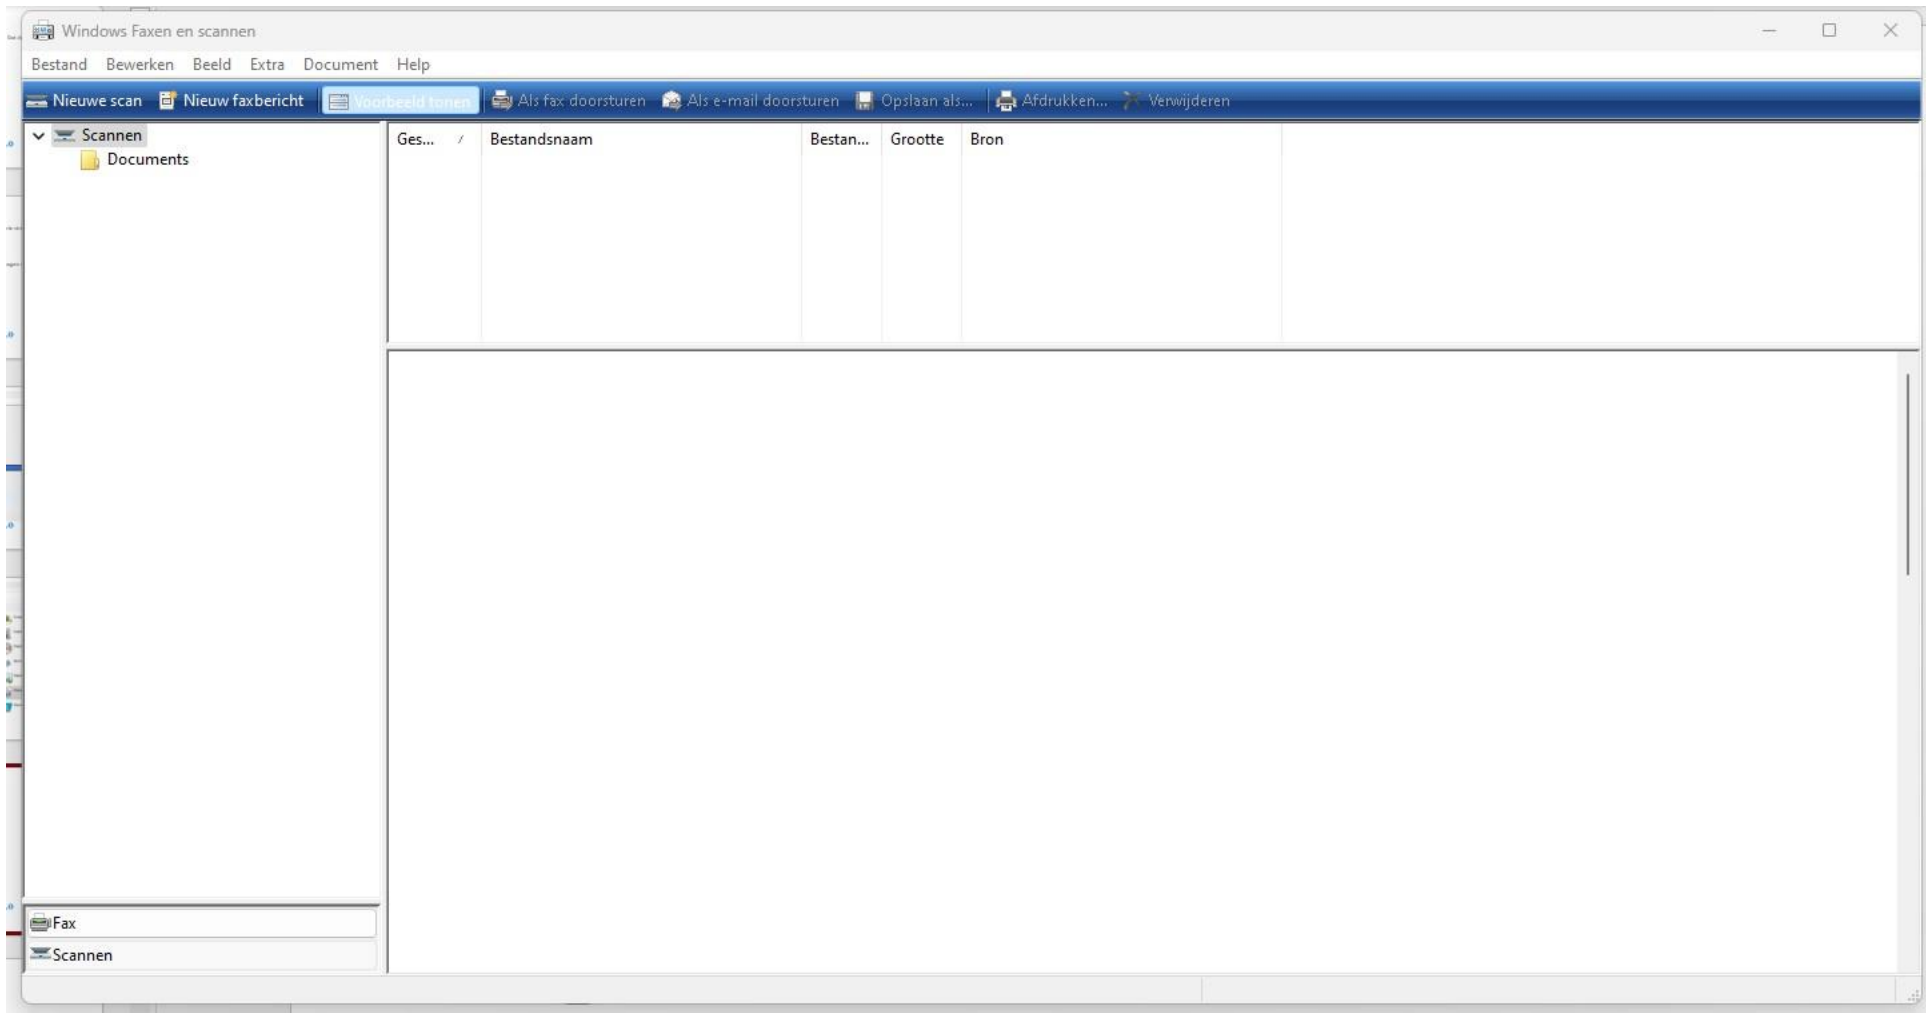 Windows Faxen en scannen
Bestand Bewerken Beeld Extra Document Help
Nieuwe scan Nieuw faxbericht Voorbeeld tonen Als fax doorsturen Als e-mail doorsturen Opslaan als... Afdrukken... Verwijderen
Scannen
Documents
Ges... Bestandsnaam Bestan... Grootte Bron
Fax
Scannen